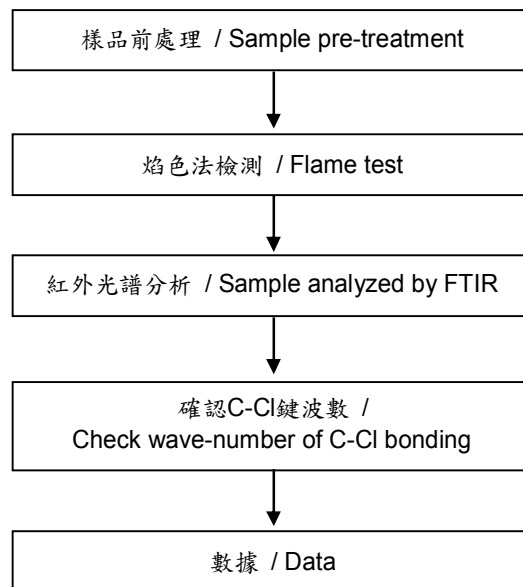 樣品前處理 / Sample pre-treatment
焰色法檢測 / Flame test
紅外光譜分析 / Sample analyzed by FTIR
確認C-Cl鍵波數 /
Check wave-number of C-Cl bonding
數據 / Data